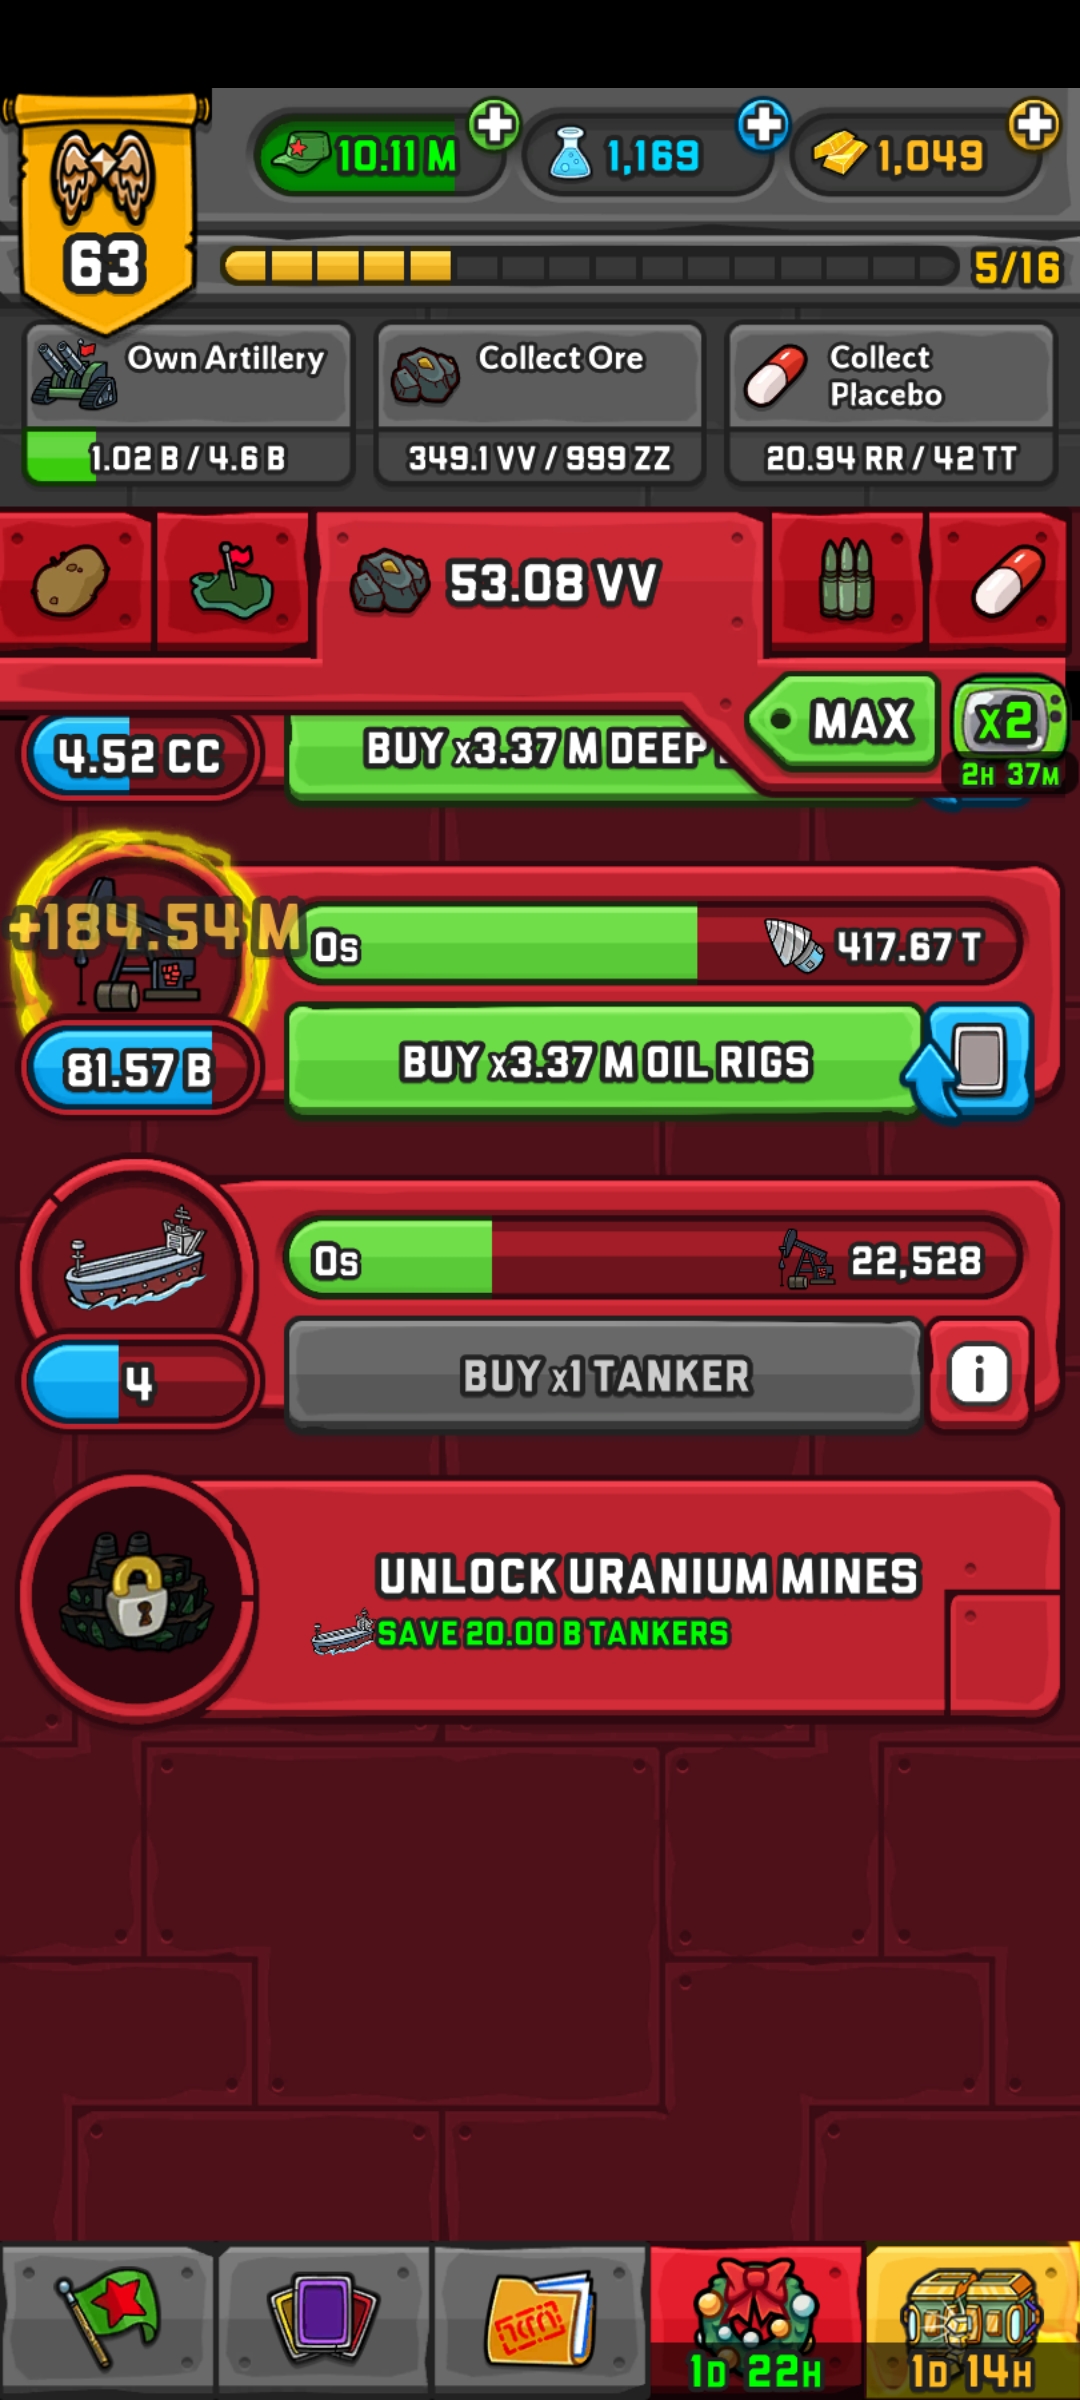 10.11 M
1,169
1,049
63
5/16
Own Artillery
Collect Ore
Collect
Placebo
1.02 B / 4.6 B
349.1 VV / 999 ZZ
20.94 RR / 42 TT
53.08 VV
MAX
x2
2H 37M
4.52 CC
BUY x3.37 M DEEP
+184.54 M
0s
417.67 T
81.57 B
BUY x3.37 M OIL RIGS
0s
22,528
4
BUY x1 TANKER
i
UNLOCK URANIUM MINES
SAVE 20.00 B TANKERS
1D 22H
1D 14H